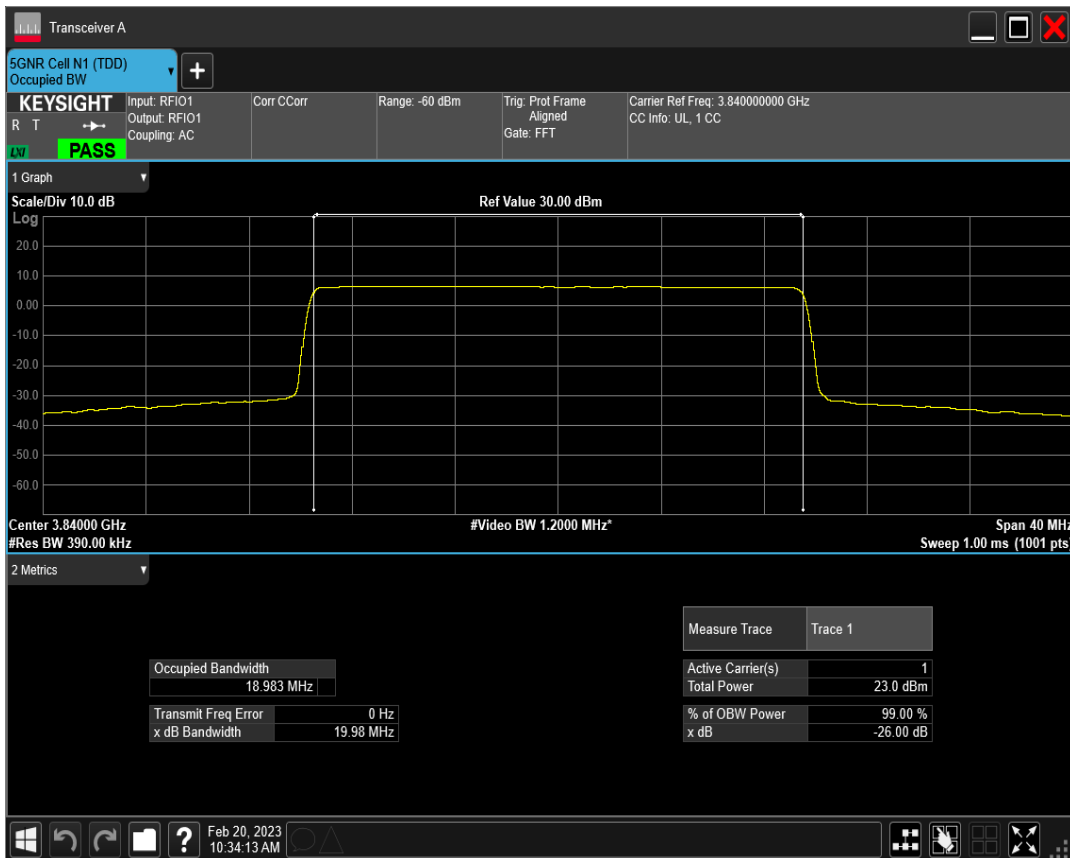 Transceiver A
5GNR Cell N1 (TDD)
Occupied BW
KEYSIGHT
R T
LXI
PASS
Input: RFIO1
Output: RFIO1
Coupling: AC
Corr CCorr
Range: -60 dBm
Trig: Prot Frame
Aligned
Gate: FFT
Carrier Ref Freq: 3.840000000 GHz
CC Info: UL, 1 CC
1 Graph
Scale/Div 10.0 dB
Ref Value 30.00 dBm
Log
20.0
10.0
0.00
-10.0
-20.0
-30.0
-40.0
-50.0
-60.0
Center 3.84000 GHz
#Video BW 1.2000 MHz*
Span 40 MHz
#Res BW 390.00 kHz
Sweep 1.00 ms (1001 pts)
2 Metrics
Measure Trace Trace 1
Occupied Bandwidth
18.983 MHz
Active Carrier(s) 1
Total Power 23.0 dBm
Transmit Freq Error 0 Hz
x dB Bandwidth 19.98 MHz
% of OBW Power 99.00 %
x dB -26.00 dB
?
Feb 20, 2023
10:34:13 AM